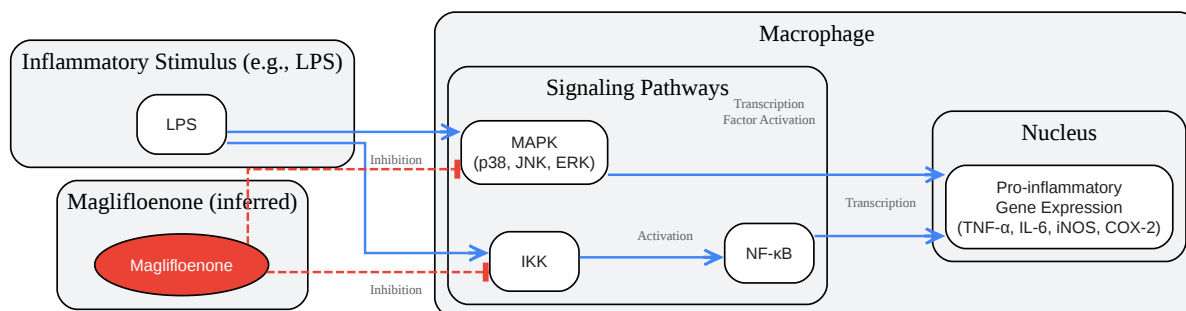 Macrophage
Inflammatory Stimulus (e.g., LPS)
LPS
Signaling Pathways
Transcription
Factor Activation
MAPK
(p38, JNK, ERK)
Inhibition
Nucleus
Pro-inflammatory
Gene Expression
(TNF-α, IL-6, iNOS, COX-2)
Transcription
Maglifloenone (inferred)
Maglifloenone
Inhibition
IKK
Activation
NF-κB